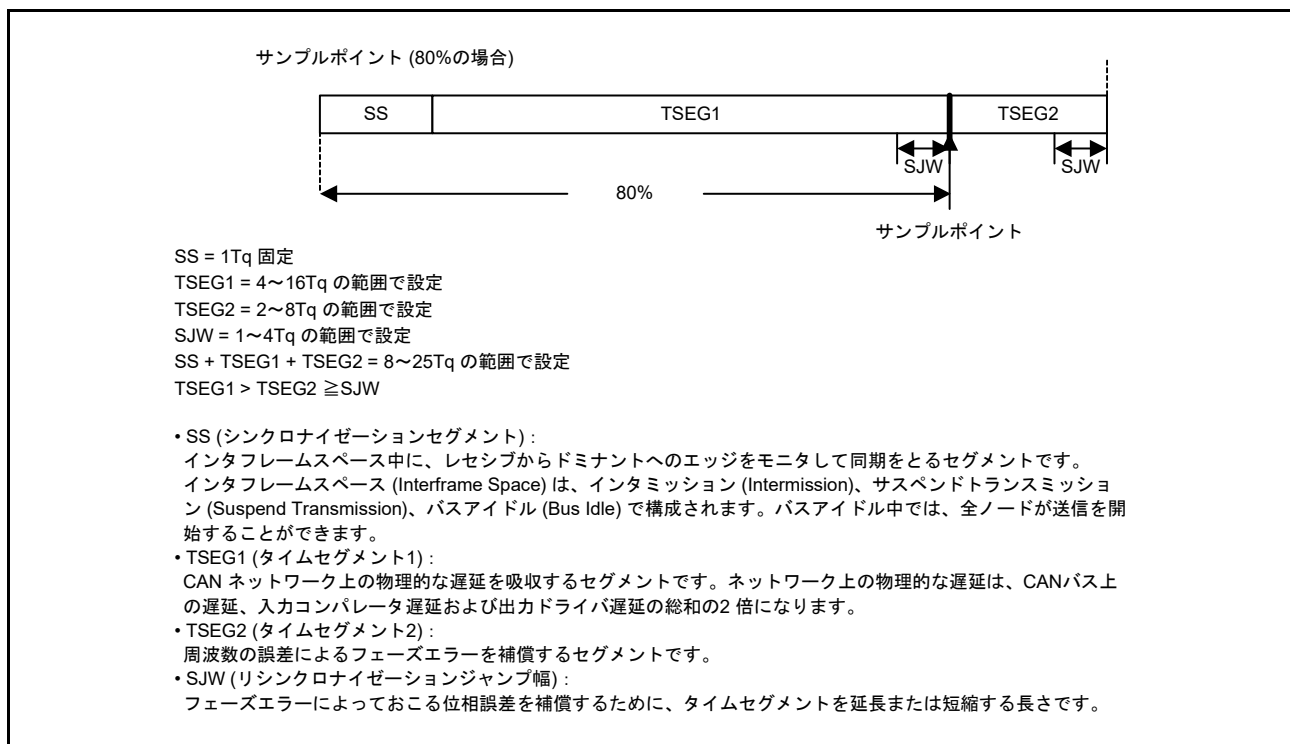 サンプルポイント (80%の場合)
SS
TSEG1
TSEG2
SJW
SJW
80%
サンプルポイント
SS = 1Tq 固定
TSEG1 = 4～16Tq の範囲で設定
TSEG2 = 2～8Tq の範囲で設定
SJW = 1～4Tq の範囲で設定
SS + TSEG1 + TSEG2 = 8～25Tq の範囲で設定
TSEG1 > TSEG2 ≧SJW
• SS (シンクロナイゼーションセグメント) :
インタフレームスペース中に、レセシブからドミナントへのエッジをモニタして同期をとるセグメントです。
インタフレームスペース (Interframe Space) は、インタミッション (Intermission)、サスペンドトランスミッショ
ン (Suspend Transmission)、バスアイドル (Bus Idle) で構成されます。バスアイドル中では、全ノードが送信を開
始することができます。
• TSEG1 (タイムセグメント1) :
CAN ネットワーク上の物理的な遅延を吸収するセグメントです。ネットワーク上の物理的な遅延は、CANバス上
の遅延、入力コンパレータ遅延および出力ドライバ遅延の総和の2 倍になります。
• TSEG2 (タイムセグメント2) :
周波数の誤差によるフェーズエラーを補償するセグメントです。
• SJW (リシンクロナイゼーションジャンプ幅) :
フェーズエラーによっておこる位相誤差を補償するために、タイムセグメントを延長または短縮する長さです。